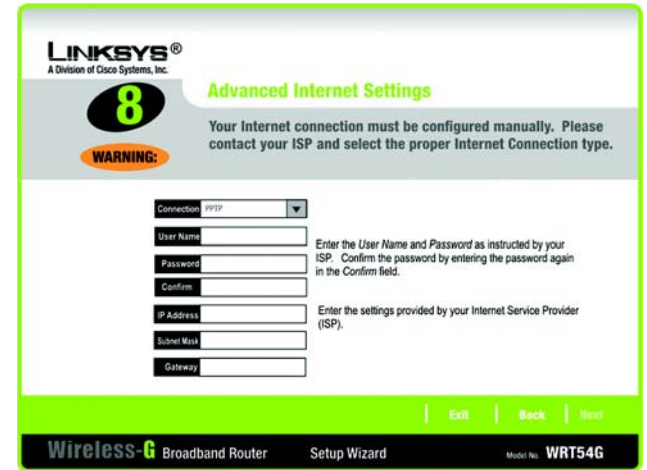 LINKSYS®
A Division of Cisco Systems, Inc.
8
WARNING:
Advanced Internet Settings
Your Internet connection must be configured manually. Please
contact your ISP and select the proper Internet Connection type.
Connection PPTP
User Name
Password
Confirm
Enter the User Name and Password as instructed by your
ISP. Confirm the password by entering the password again
in the Confirm field.
IP Address
Subnet Mask
Gateway
Enter the settings provided by your Internet Service Provider
(ISP).
Exit Back Next
Wireless-G Broadband Router Setup Wizard Model No. WRT54G